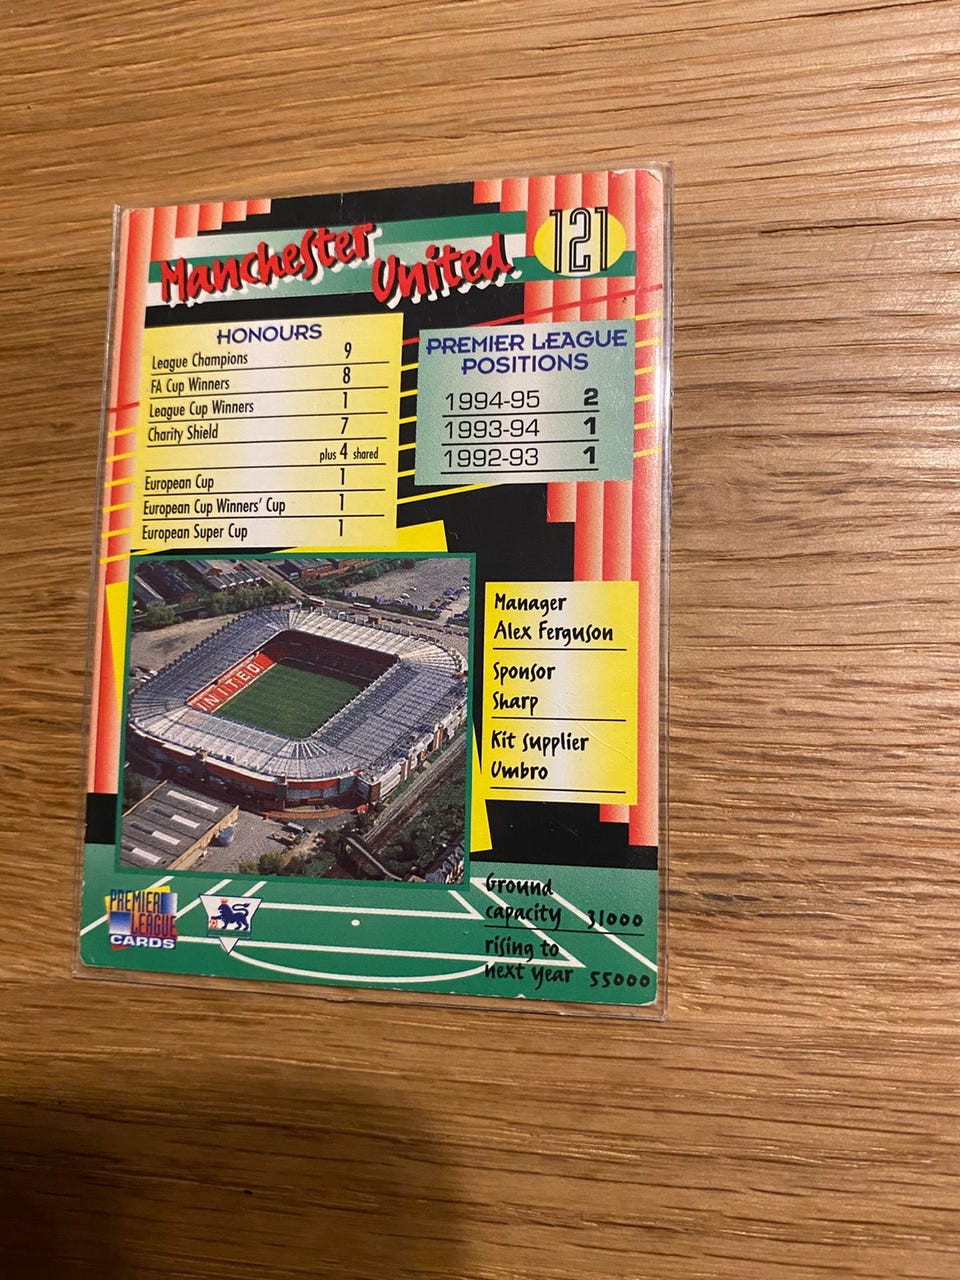 Manchester United
121
HONOURS
League Champions 9
FA Cup Winners 8
League Cup Winners 1
Charity Shield 7
plus 4 shared
European Cup 1
European Cup Winners' Cup 1
European Super Cup 1
PREMIER LEAGUE
POSITIONS
1994-95 2
1993-94 1
1992-93 1
UNITED
Manager
Alex Ferguson
Sponsor
Sharp
Kit supplier
Umbro
PREMIER
LEAGUE
CARDS
Ground
capacity 31000
rising to
next year 55000